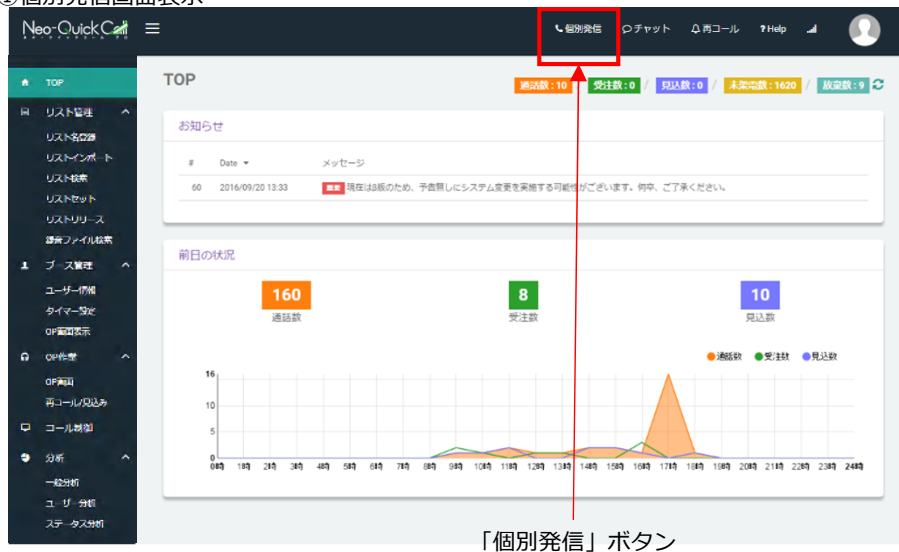 ①個別発信画面表示
Neo-QuickCall
個別発信 チャット 再コール ?Help
TOP
リスト管理
リスト名登録
リストインポート
リスト検索
リストセット
リストリリース
録音ファイル検索
ブース管理
ユーザー情報
タイマー設定
OP画面表示
OP作業
OP画面
再コール/見込み
コール制御
分析
一般分析
ユーザー分析
ステータス分析
TOP
通話数:10 / 受注数:0 / 見込数:0 / 未架電数:1620 / 放棄数:9
お知らせ
# Date メッセージ
60 2016/09/20 13:33 重要 現在はβ版のため、予告無しにシステム変更を実施する可能性がございます。何卒、ご了承ください。
前日の状況
160 8 10
通話数 受注数 見込数
通話数 受注数 見込数
16
10
5
0
0時 1時 2時 3時 4時 5時 6時 7時 8時 9時 10時 11時 12時 13時 14時 15時 16時 17時 18時 19時 20時 21時 22時 23時 24時
「個別発信」ボタン